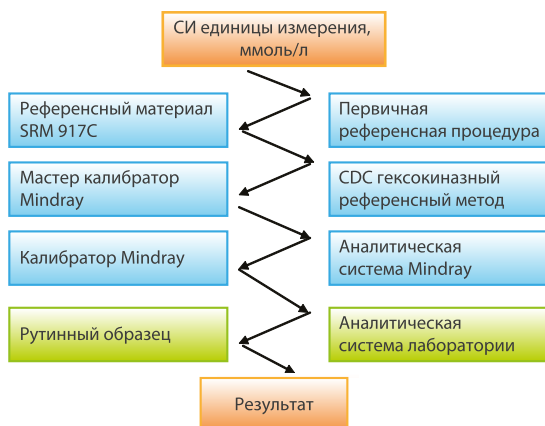 СИ единицы измерения,
ммоль/л
Референсный материал
SRM 917C
Первичная
референсная процедура
Мастер калибратор
Mindray
CDC гексокиназный
референсный метод
Калибратор Mindray
Аналитическая
система Mindray
Рутинный образец
Аналитическая
система лаборатории
Результат